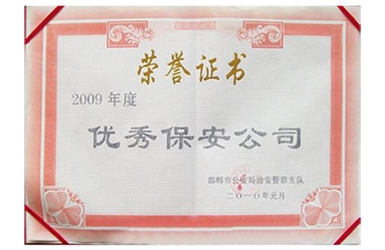 荣誉证书
2009 年度
优秀保安公司
邯郸市公安局治安警察支队
二〇一〇年元月